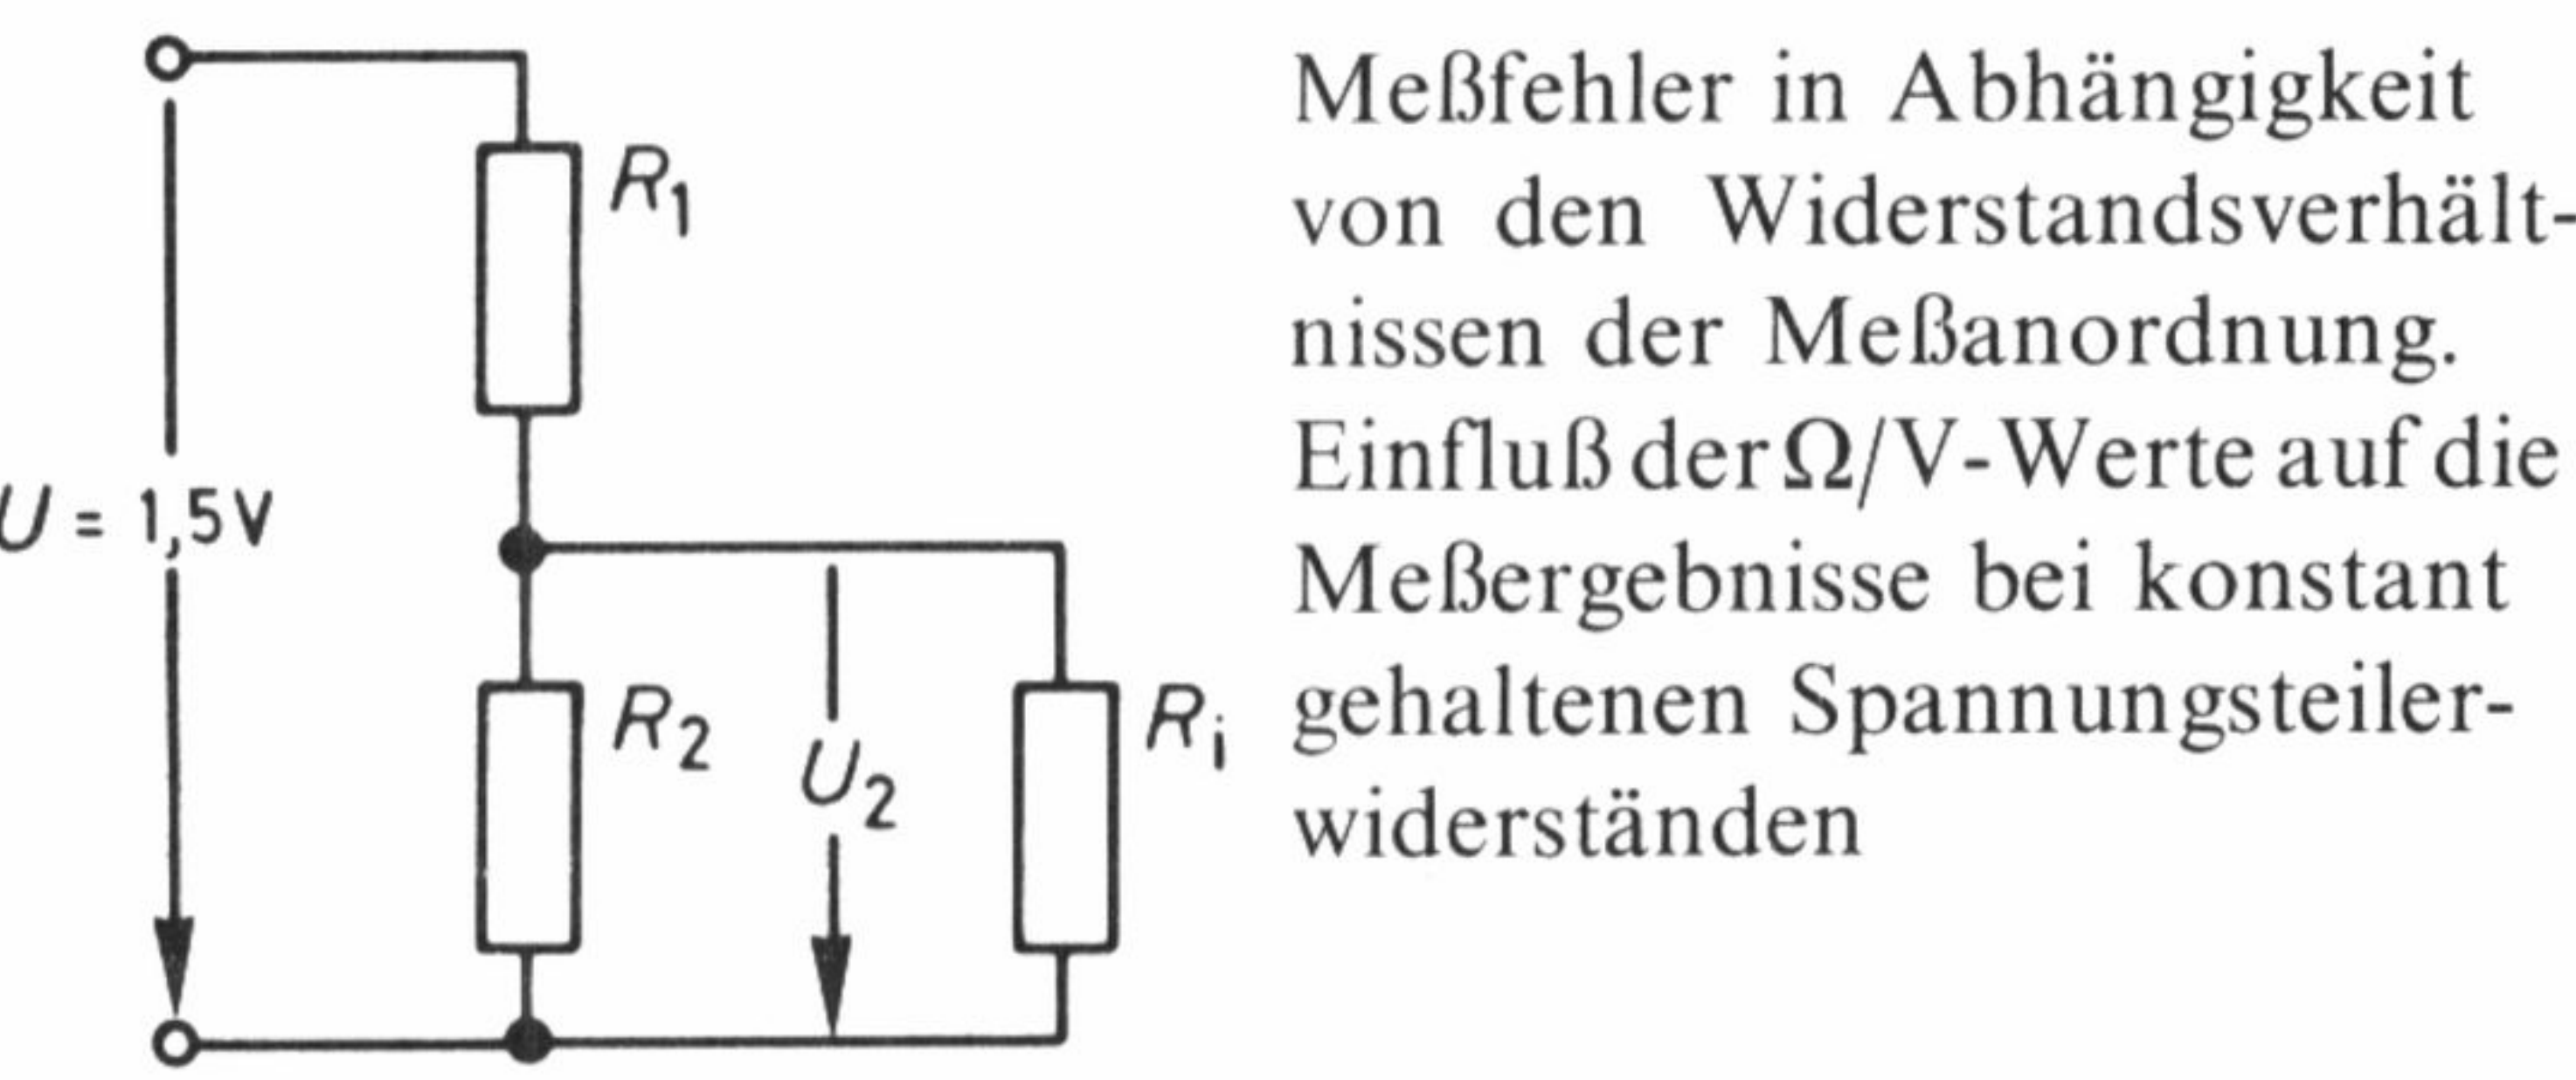 R1
U = 1,5V
R2
U2
Ri
Meßfehler in Abhängigkeit
von den Widerstandsverhält-
nissen der Meßanordnung.
Einfluß der Ω/V-Werte auf die
Meßergebnisse bei konstant
gehaltenen Spannungsteiler-
widerständen